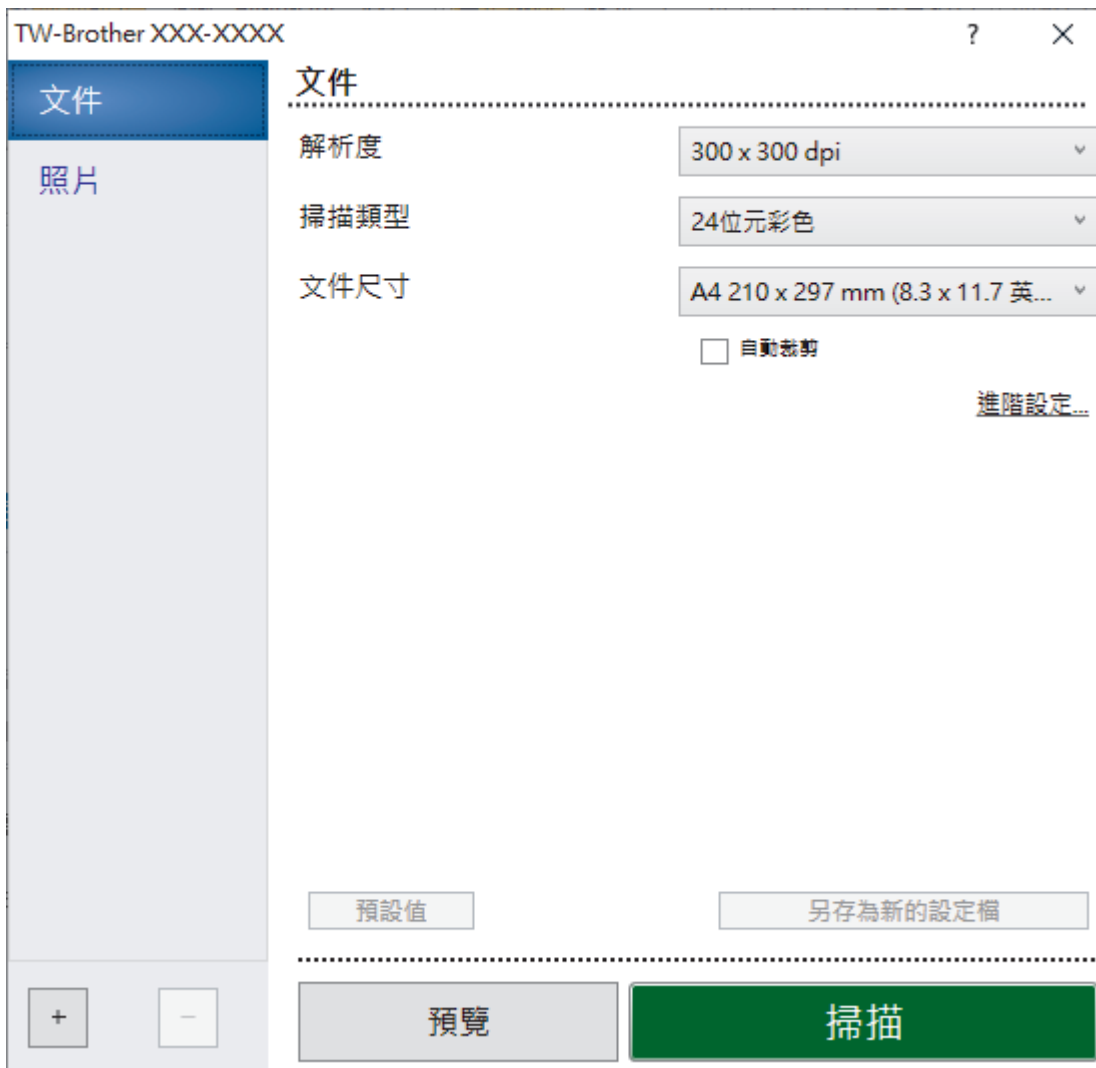 TW-Brother XXX-XXXX
? ×
文件
照片
文件
解析度
300 x 300 dpi
掃描類型
24位元彩色
文件尺寸
A4 210 x 297 mm (8.3 x 11.7 英...
自動裁剪
進階設定...
預設值
另存為新的設定檔
+
−
預覽
掃描